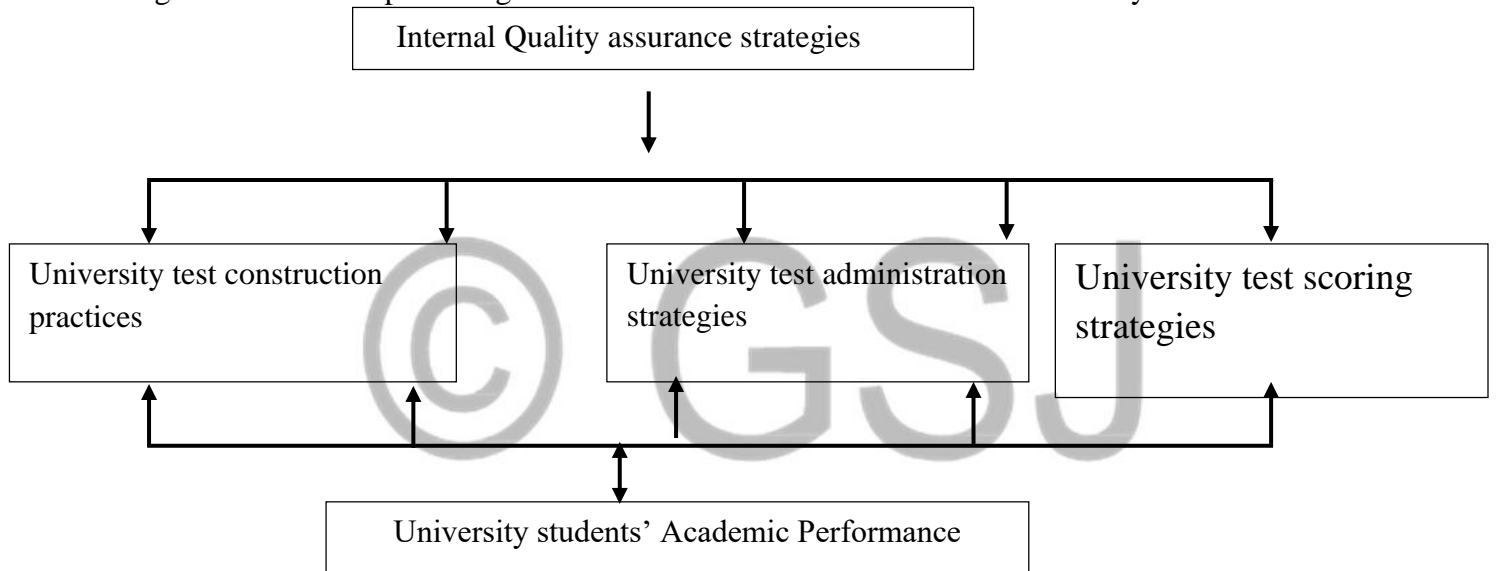 Internal Quality assurance strategies
University test construction
practices
University test administration
strategies
University test scoring
strategies
© GSJ
University students’ Academic Performance